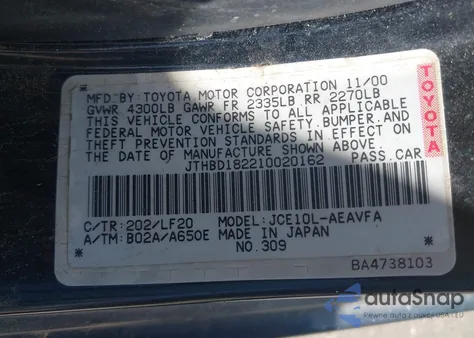 MFD BY: TOYOTA MOTOR CORPORATION 11/00
GVWR 4300LB GAWR FR 2335LB RR 2270LB
THIS VEHICLE CONFORMS TO ALL APPLICABLE
FEDERAL MOTOR VEHICLE SAFETY, BUMPER, AND
THEFT PREVENTION STANDARDS IN EFFECT ON
THE DATE OF MANUFACTURE SHOWN ABOVE.
JTHBD182210020162 PASS.CAR
TOYOTA
C/TR: 202/LF20 MODEL: JCE10L-AEAVFA
A/TM: B02A/A650E MADE IN JAPAN
* NO.309 *
BA4738103
autoSnap
Pewne auta z USA